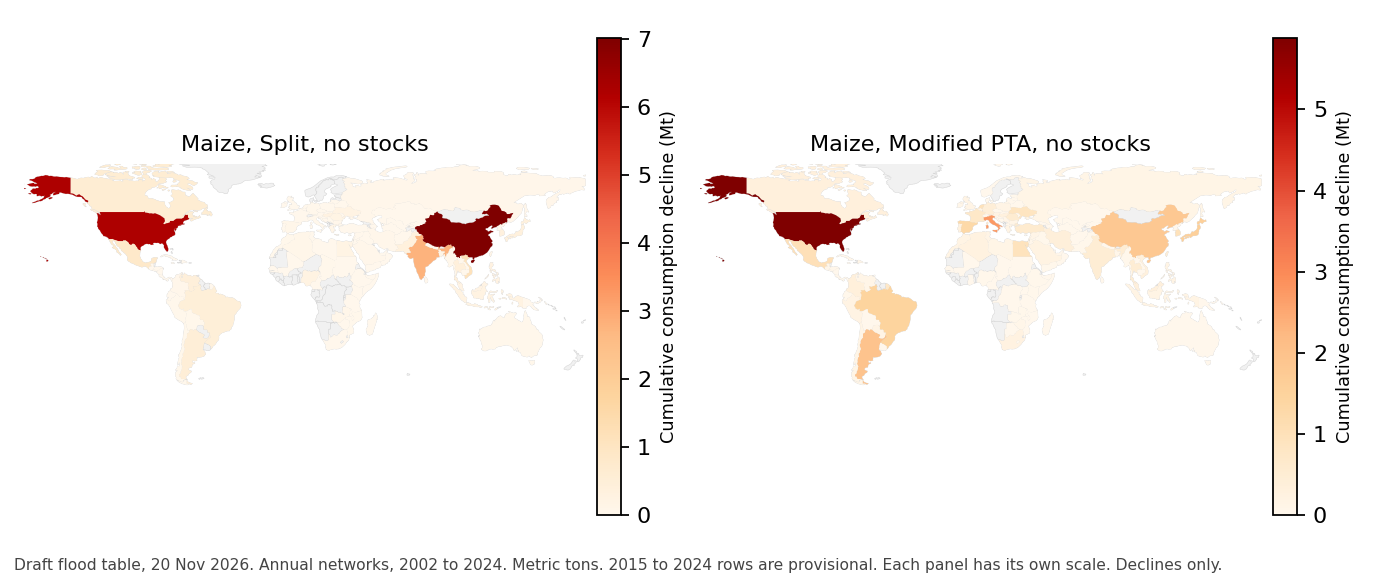 Maize, Split, no stocks
7
6
5
4
3
2
1
0
Cumulative consumption decline (Mt)
Maize, Modified PTA, no stocks
5
4
3
2
1
0
Cumulative consumption decline (Mt)
Draft flood table, 20 Nov 2026. Annual networks, 2002 to 2024. Metric tons. 2015 to 2024 rows are provisional. Each panel has its own scale. Declines only.